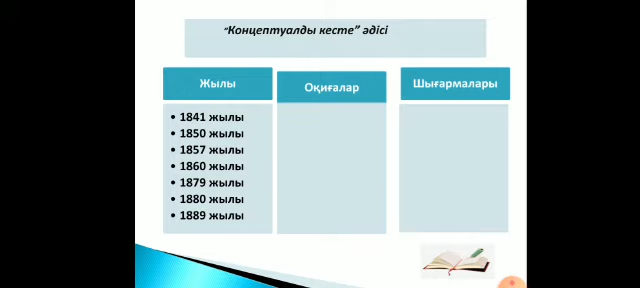 “Концептуалды кесте” әдісі
Жылы
Оқиғалар
Шығармалары
• 1841 жылы
• 1850 жылы
• 1857 жылы
• 1860 жылы
• 1879 жылы
• 1880 жылы
• 1889 жылы